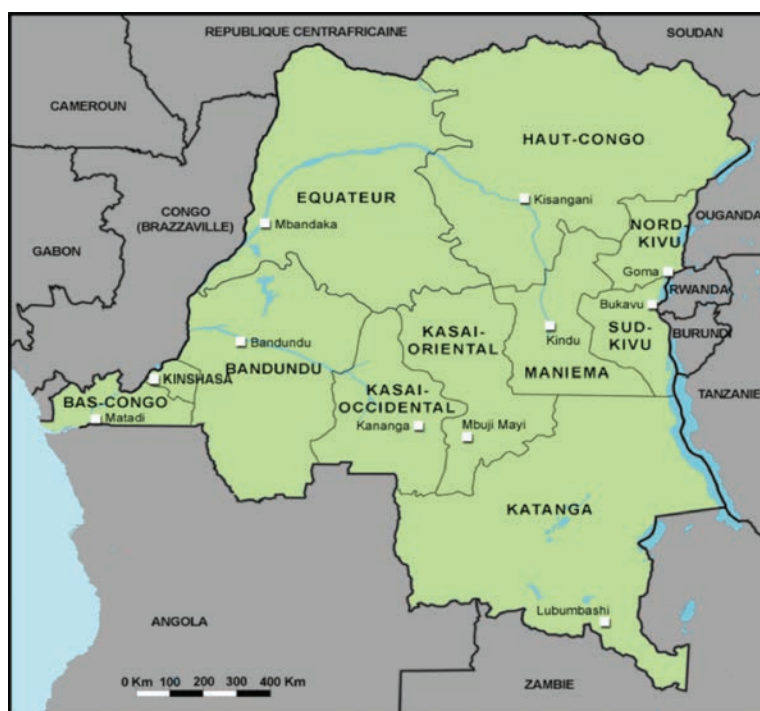 REPUBLIQUE CENTRAFRICAINE
SOUDAN
CAMEROUN
HAUT-CONGO
EQUATEUR
Kisangani
CONGO
(BRAZZAVILLE)
Mbandaka
OUGANDA
NORD-
KIVU
GABON
Goma
RWANDA
Bukavu
KASAI-
ORIENTAL
Kindu
SUD-
KIVU
BURUNDI
Bandundu
BANDUNDU
MANIEMA
KINSHASA
KASAI-
OCCIDENTAL
TANZANIE
BAS-CONGO
Matadi
Kananga
Mbuji Mayi
KATANGA
Lubumbashi
ANGOLA
ZAMBIE
0 Km 100 200 300 400 Km